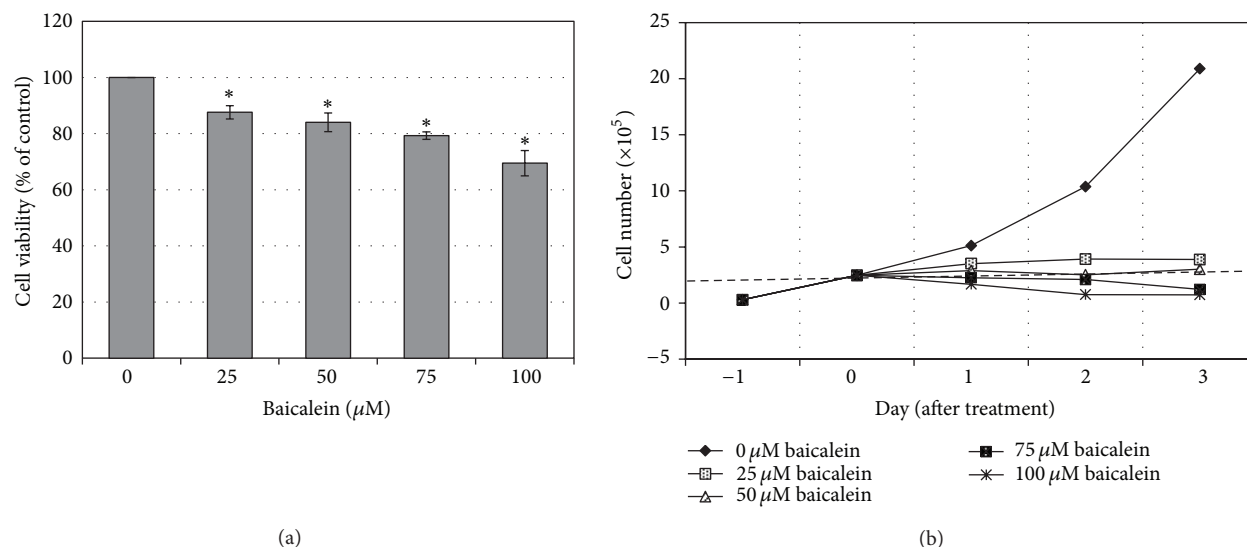 120
100
80
60
40
20
0
Cell viability (% of control)
*
*
*
*
0 25 50 75 100
Baicalein (μM)
(a)
25
20
15
10
5
0
−5
Cell number (×10⁵)
−1 0 1 2 3
Day (after treatment)
0 μM baicalein
25 μM baicalein
50 μM baicalein
75 μM baicalein
100 μM baicalein
(b)